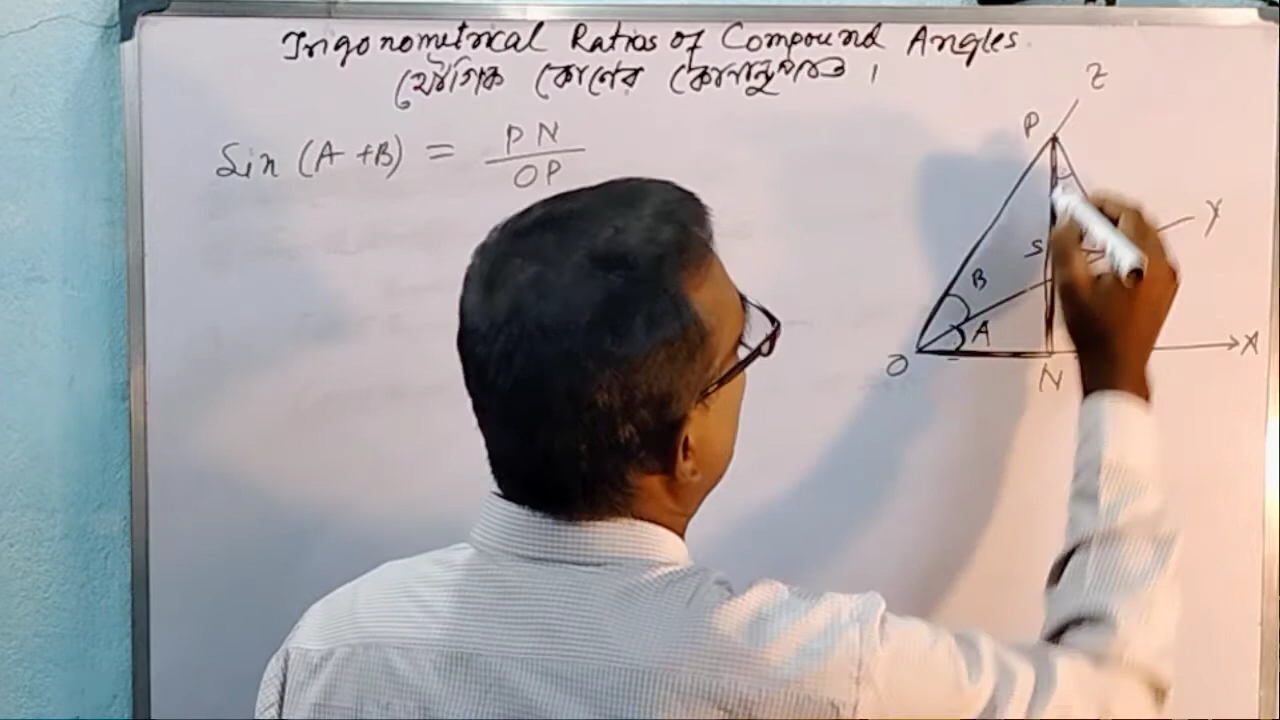 Trigonometrical Ratios of Compound Angles.
যৌগিক কোণের কোনানুপাত ।
Sin (A+B) = PN
OP
Z
P
Y
S
B
A
O
N
X